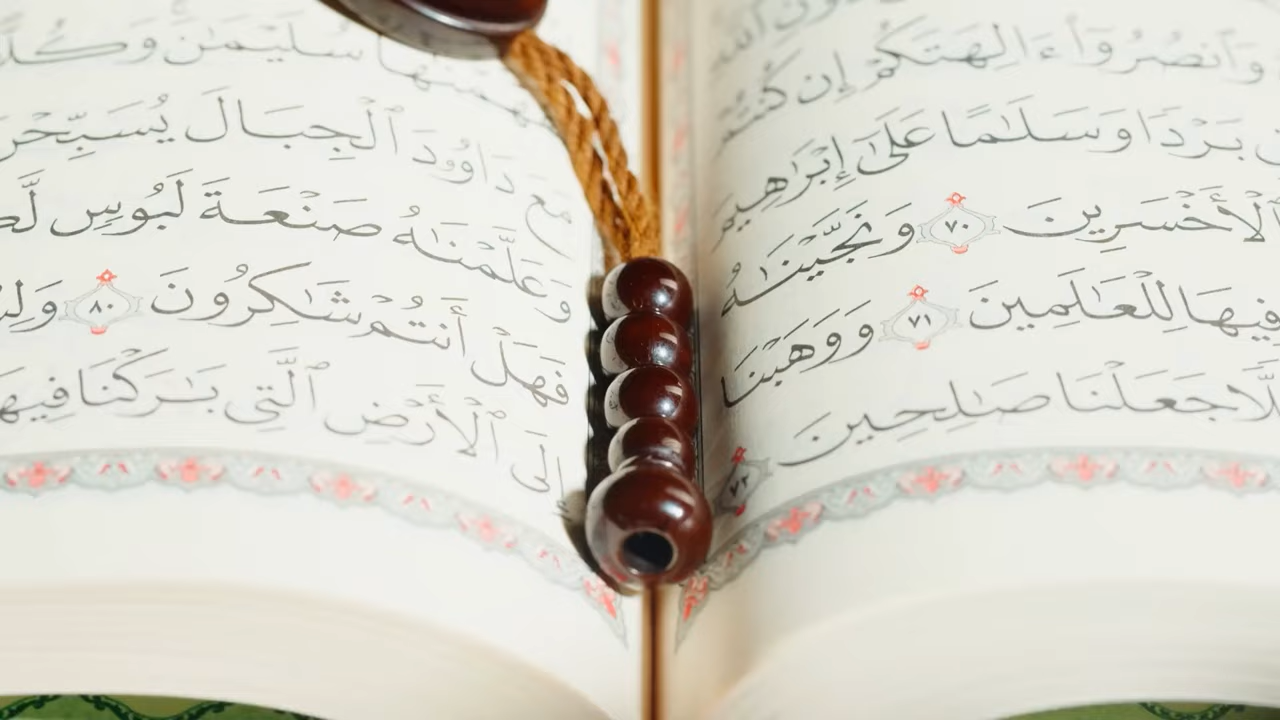 وَٱنصُرُوٓا۟ ءَالِهَتَكُمْ إِن كُنتُمْ
بَرْدًا وَسَلَـٰمًا عَلَىٰٓ إِبْرَٰهِيمَ
ٱلْأَخْسَرِينَ ٧٠ وَنَجَّيْنَـٰهُ
فِيهَا لِلْعَـٰلَمِينَ ٧١ وَوَهَبْنَا
جَعَلْنَا صَـٰلِحِينَ ٧٢
سُلَيْمَـٰنَ
مَعَ دَاوُۥدَ ٱلْجِبَالَ
وَعَلَّمْنَـٰهُ صَنْعَةَ لَبُوسٍ
فَهَلْ أَنتُمْ شَـٰكِرُونَ ٨٠
إِلَى ٱلْأَرْضِ ٱلَّتِى بَـٰرَكْنَا فِيهَا